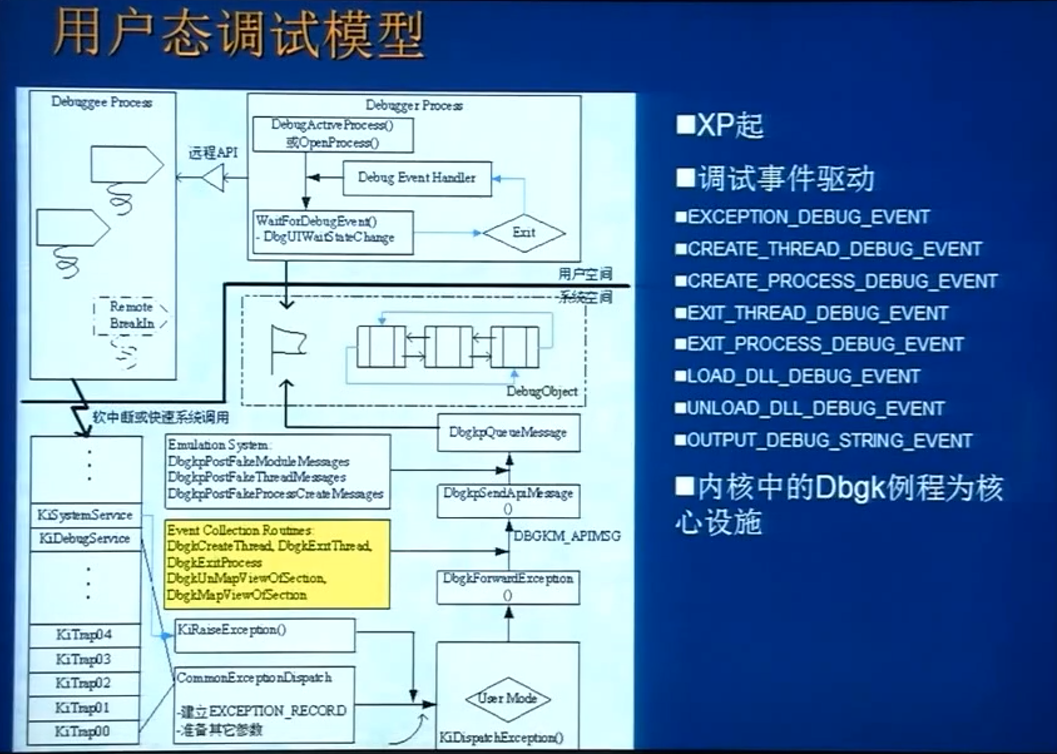 用户态调试模型
Debuggee Process
Debugger Process
DebugActiveProcess()
或OpenProcess()
远程API
Debug Event Handler
WaitForDebugEvent()
- DbgUIWaitStateChange
Exit
用户空间
系统空间
Remote
BreakIn
DebugObject
软中断或快速系统调用
DbgkpQueueMessage
Emulation System:
DbgkpPostFakeModuleMessages
DbgkpPostFakeThreadMessages
DbgkpPostFakeProcessCreateMessages
DbgkpSendApiMessage
()
KiSystemService
KiDebugService
Event Collection Routines:
DbgkCreateThread, DbgkExitThread,
DbgkExitProcess
DbgkUnMapViewOfSection,
DbgkMapViewOfSection
DBGKM_APIMSG
DbgkForwardException
()
KiTrap04
KiTrap03
KiTrap02
KiTrap01
KiTrap00
KiRaiseException()
CommonExceptionDispatch
-建立EXCEPTION_RECORD
-准备其它参数
User Mode
KiDispatchException()
■XP起
■调试事件驱动
■EXCEPTION_DEBUG_EVENT
■CREATE_THREAD_DEBUG_EVENT
■CREATE_PROCESS_DEBUG_EVENT
■EXIT_THREAD_DEBUG_EVENT
■EXIT_PROCESS_DEBUG_EVENT
■LOAD_DLL_DEBUG_EVENT
■UNLOAD_DLL_DEBUG_EVENT
■OUTPUT_DEBUG_STRING_EVENT
■内核中的Dbgk例程为核
心设施